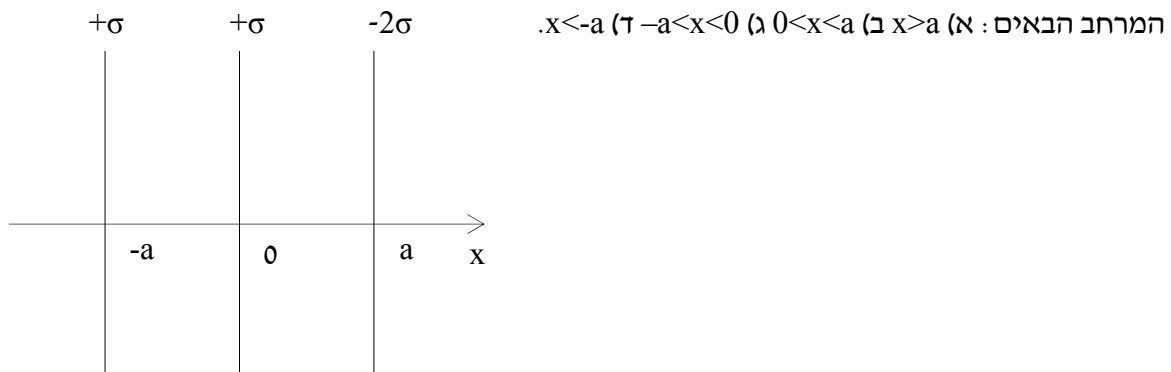 המרחב הבאים: א) x>a ב) 0<x<a ג) –a<x<0 ד) x<-a.
+σ +σ -2σ
-a 0 a x